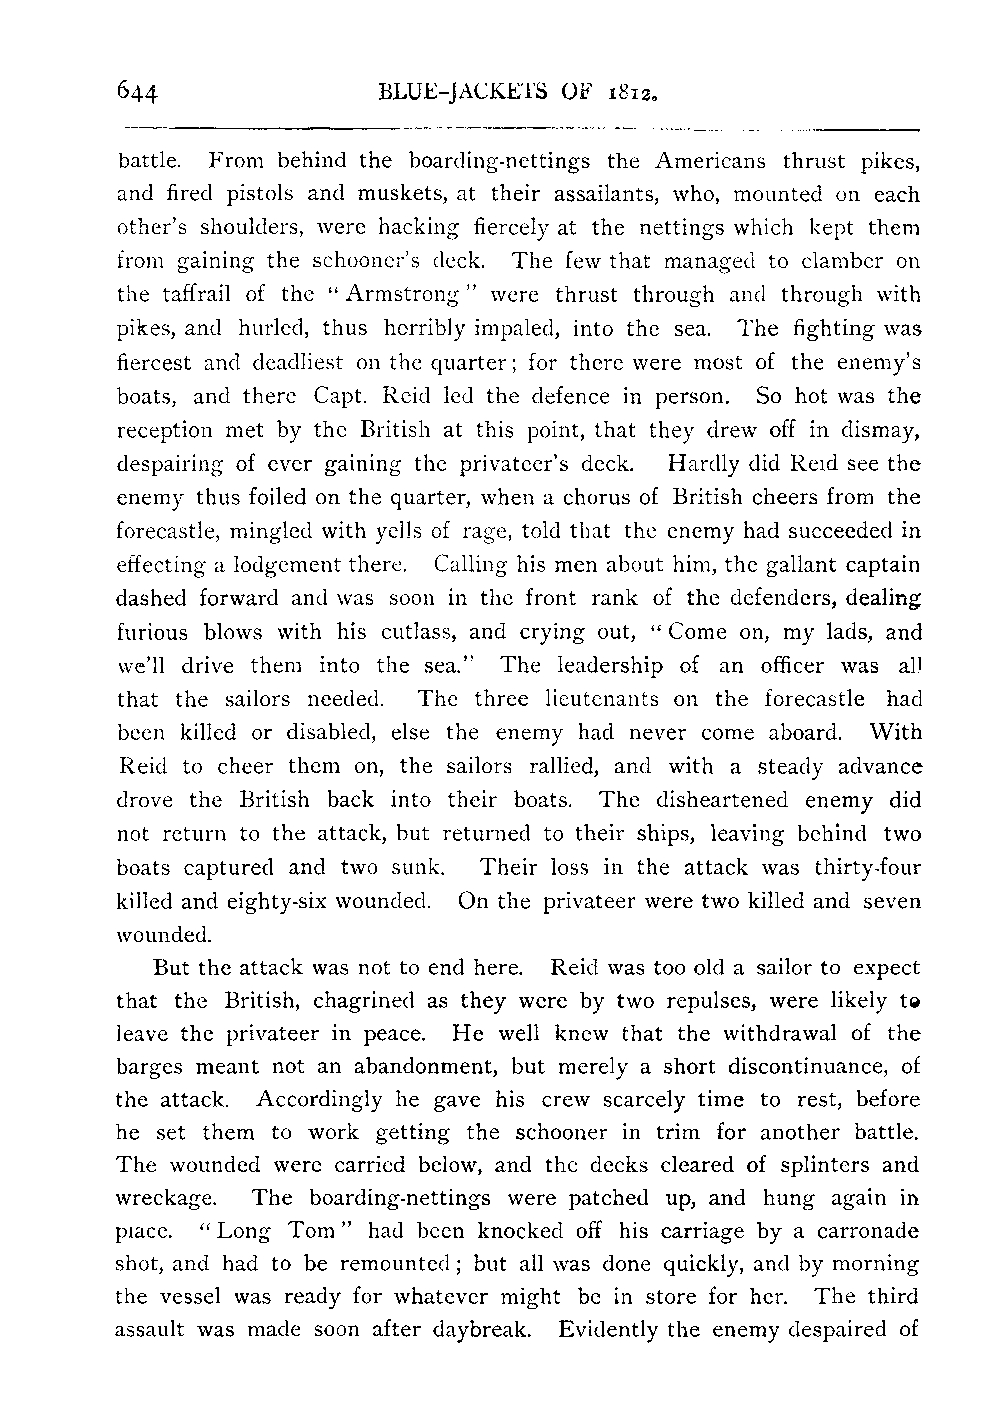 644 BLUE-JACKETS OF 1812.
battle. From behind the boarding-nettings the Americans thrust pikes,
and fired pistols and muskets, at their assailants, who, mounted on each
other's shoulders, were hacking fiercely at the nettings which kept them
from gaining the schooner's deck. The few that managed to clamber on
the taffrail of the “Armstrong” were thrust through and through with
pikes, and hurled, thus horribly impaled, into the sea. The fighting was
fiercest and deadliest on the quarter; for there were most of the enemy's
boats, and there Capt. Reid led the defence in person. So hot was the
reception met by the British at this point, that they drew off in dismay,
despairing of ever gaining the privateer's deck. Hardly did Reid see the
enemy thus foiled on the quarter, when a chorus of British cheers from the
forecastle, mingled with yells of rage, told that the enemy had succeeded in
effecting a lodgement there. Calling his men about him, the gallant captain
dashed forward and was soon in the front rank of the defenders, dealing
furious blows with his cutlass, and crying out, “Come on, my lads, and
we'll drive them into the sea.” The leadership of an officer was all
that the sailors needed. The three lieutenants on the forecastle had
been killed or disabled, else the enemy had never come aboard. With
Reid to cheer them on, the sailors rallied, and with a steady advance
drove the British back into their boats. The disheartened enemy did
not return to the attack, but returned to their ships, leaving behind two
boats captured and two sunk. Their loss in the attack was thirty-four
killed and eighty-six wounded. On the privateer were two killed and seven
wounded.
But the attack was not to end here. Reid was too old a sailor to expect
that the British, chagrined as they were by two repulses, were likely to
leave the privateer in peace. He well knew that the withdrawal of the
barges meant not an abandonment, but merely a short discontinuance, of
the attack. Accordingly he gave his crew scarcely time to rest, before
he set them to work getting the schooner in trim for another battle.
The wounded were carried below, and the decks cleared of splinters and
wreckage. The boarding-nettings were patched up, and hung again in
place. “Long Tom” had been knocked off his carriage by a carronade
shot, and had to be remounted; but all was done quickly, and by morning
the vessel was ready for whatever might be in store for her. The third
assault was made soon after daybreak. Evidently the enemy despaired of